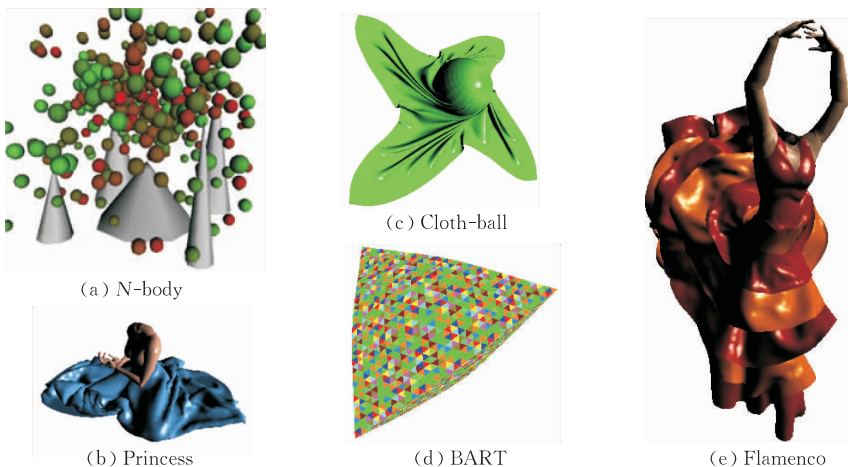 (a) N-body
(b) Princess
(c) Cloth-ball
(d) BART
(e) Flamenco